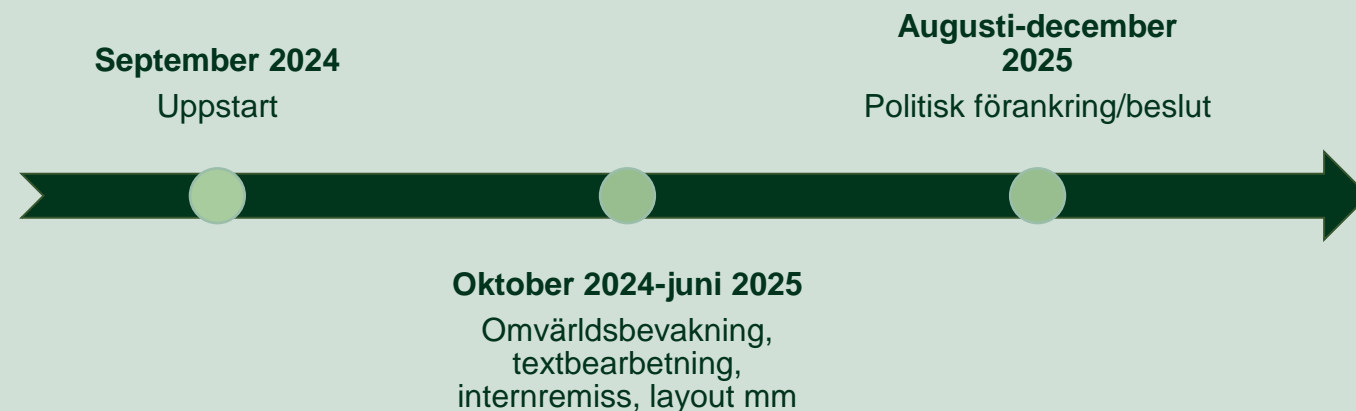 September 2024
Uppstart
Oktober 2024-juni 2025
Omvärldsbevakning,
textbearbetning,
internremiss, layout mm
Augusti-december
2025
Politisk förankring/beslut